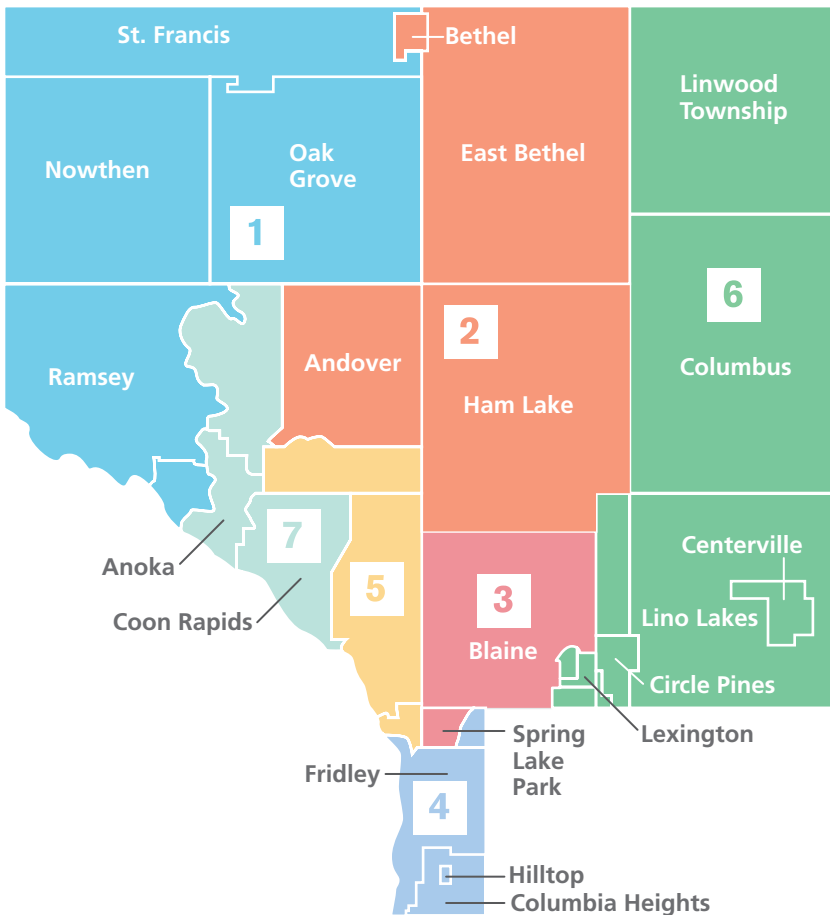 St. Francis
Bethel
Linwood
Township
Nowthen
Oak
Grove
East Bethel
1
6
2
Ramsey
Andover
Ham Lake
Columbus
7
Anoka
Coon Rapids
5
3
Blaine
Centerville
Lino Lakes
Circle Pines
Spring
Lake
Park
Lexington
Fridley
4
Hilltop
Columbia Heights